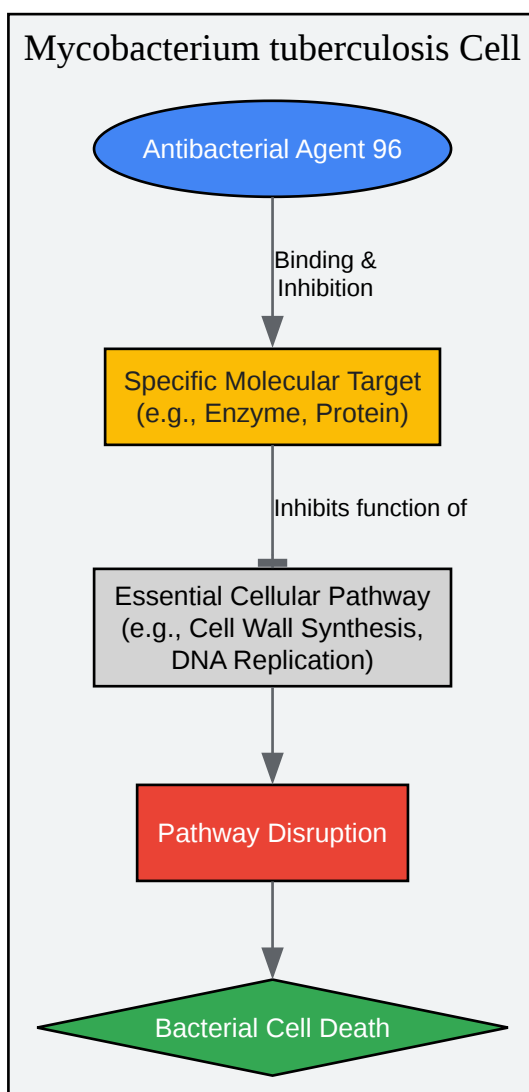 Mycobacterium tuberculosis Cell
Antibacterial Agent 96
Binding &
Inhibition
Specific Molecular Target
(e.g., Enzyme, Protein)
Inhibits function of
Essential Cellular Pathway
(e.g., Cell Wall Synthesis,
DNA Replication)
Pathway Disruption
Bacterial Cell Death